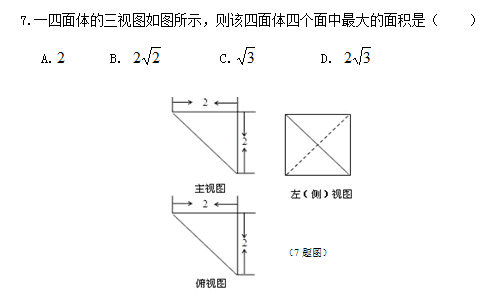 7.一四面体的三视图如图所示，则该四面体四个面中最大的面积是（　　）
A.2　B. 2√2　C.√3　D. 2√3
2
2
主视图
左（侧）视图
2
2
（7题图）
俯视图